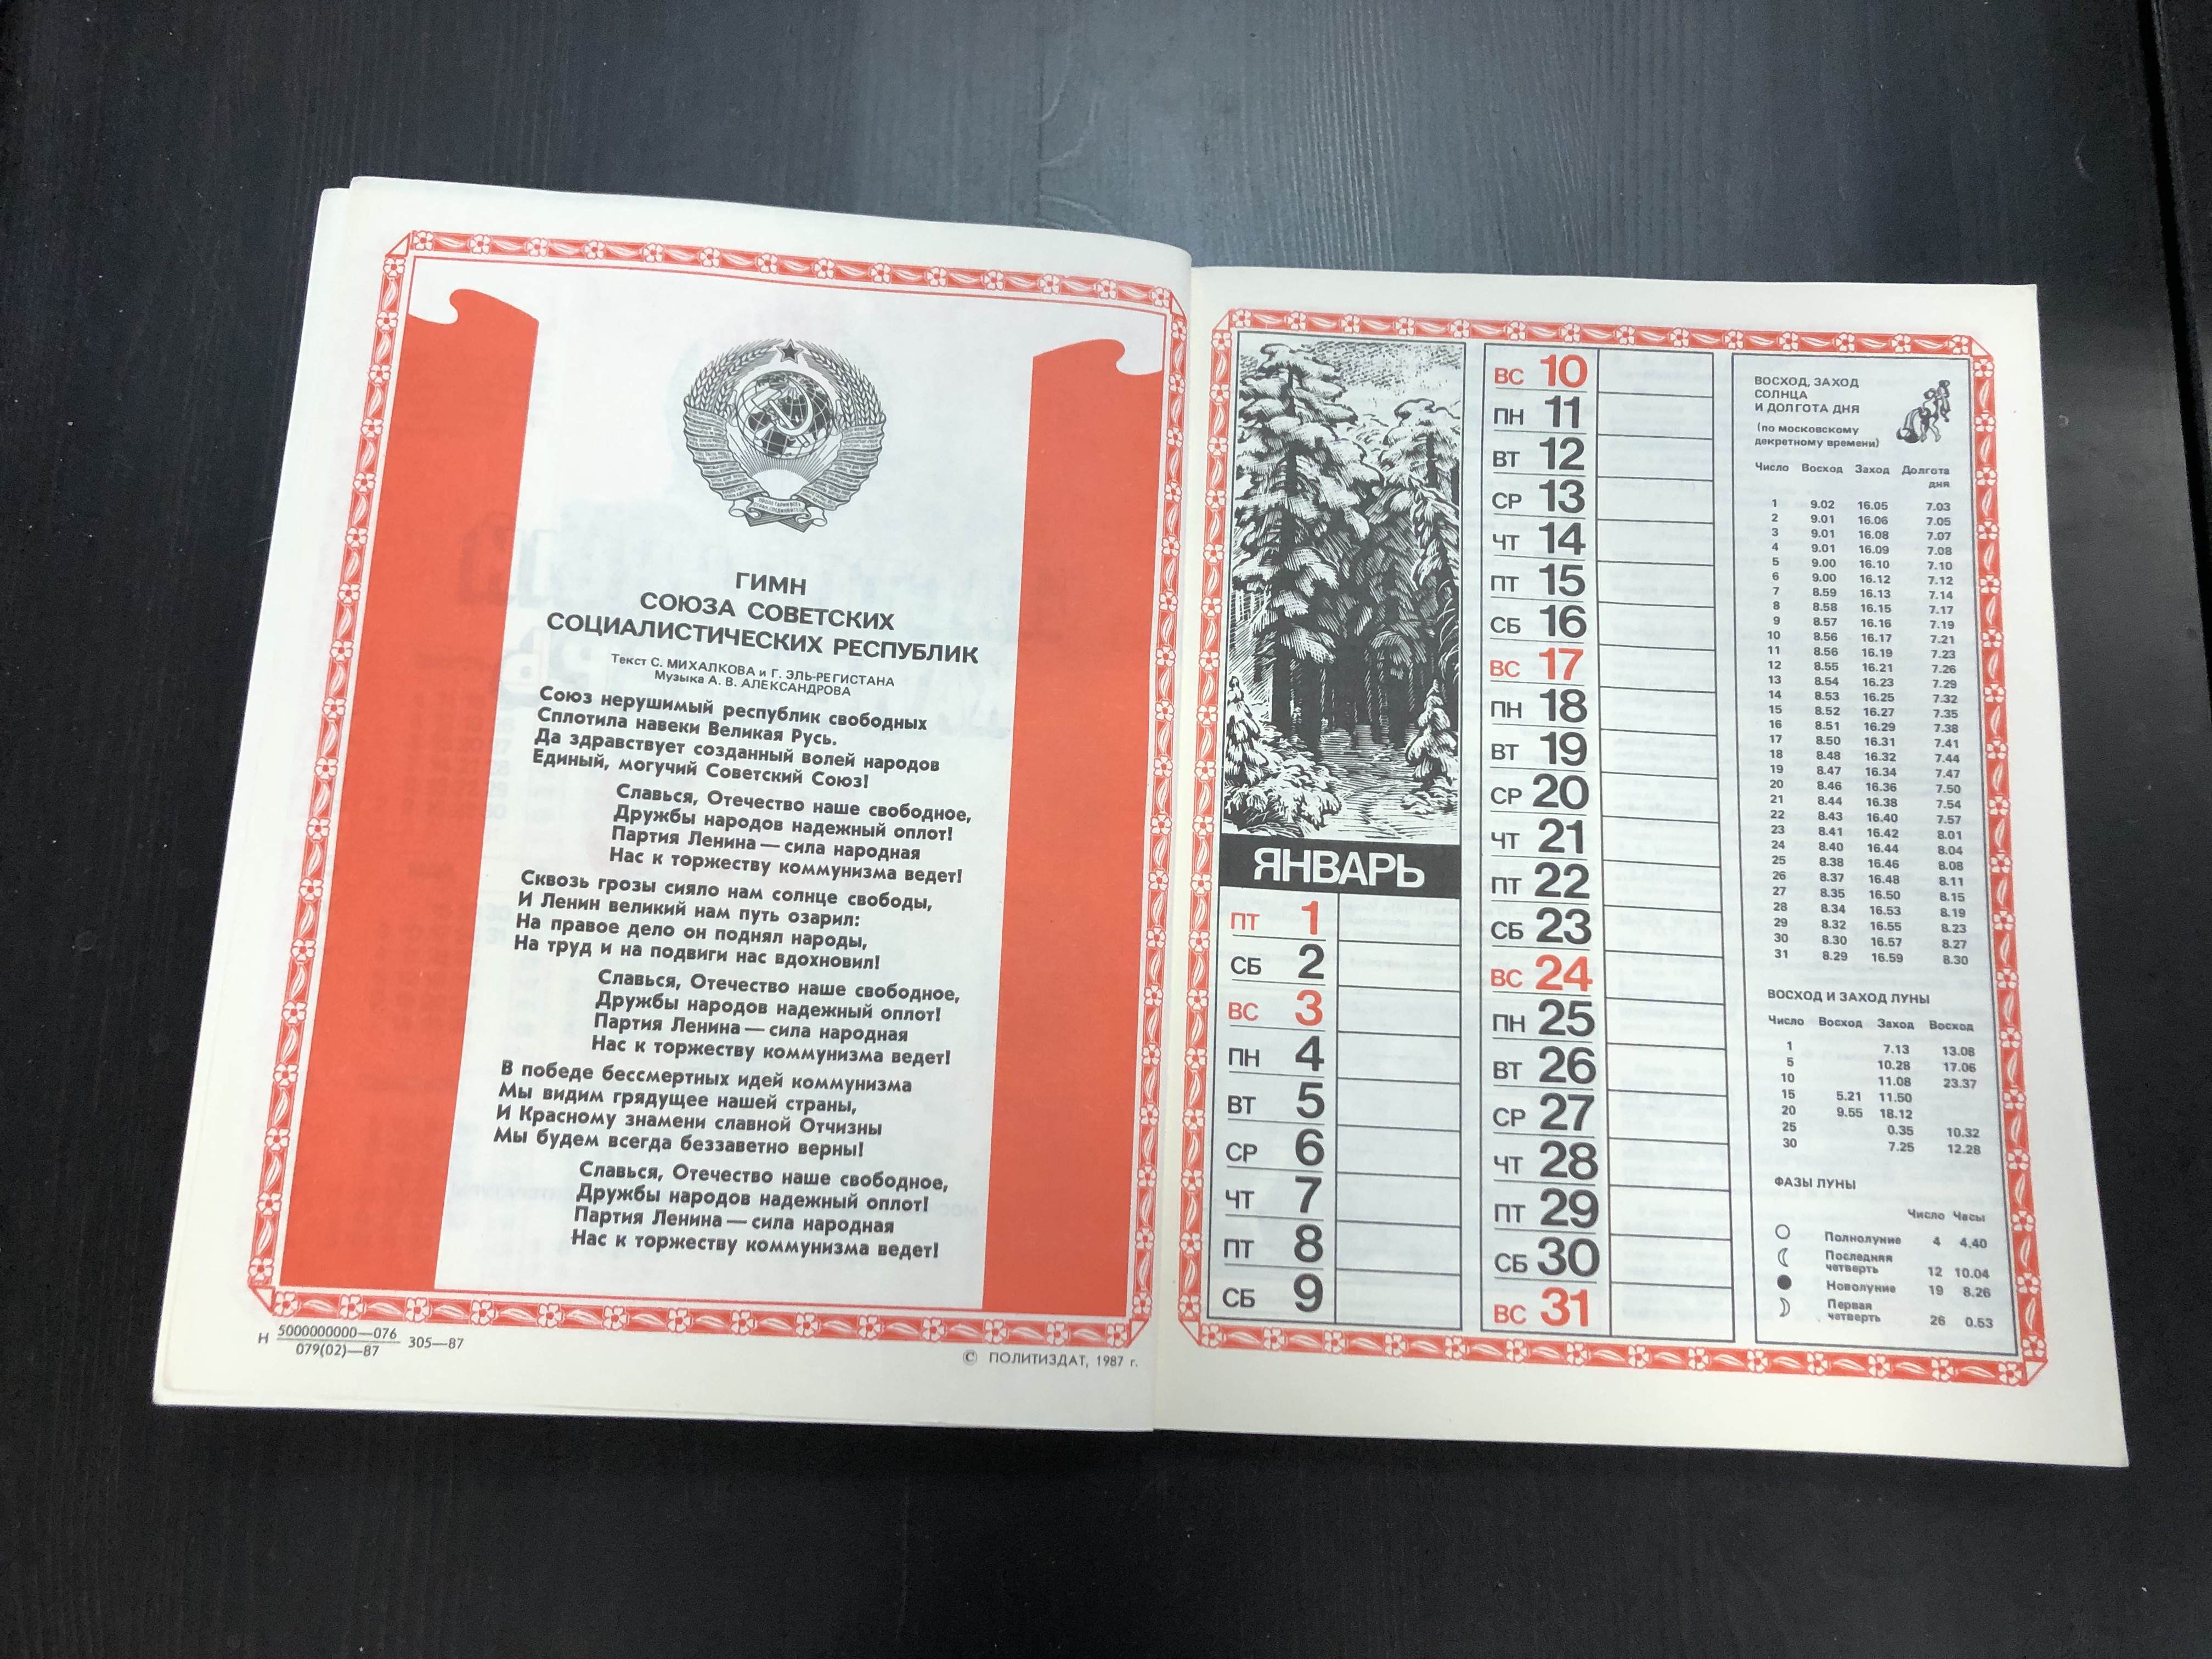 ГИМН
СОЮЗА СОВЕТСКИХ
СОЦИАЛИСТИЧЕСКИХ РЕСПУБЛИК
Текст С. МИХАЛКОВА и Г. ЭЛЬ-РЕГИСТАНА
Музыка А. В. АЛЕКСАНДРОВА
Союз нерушимый республик свободных
Сплотила навеки Великая Русь.
Да здравствует созданный волей народов
Единый, могучий Советский Союз!
Славься, Отечество наше свободное,
Дружбы народов надежный оплот!
Партия Ленина — сила народная
Нас к торжеству коммунизма ведет!
Сквозь грозы сияло нам солнце свободы,
И Ленин великий нам путь озарил:
На правое дело он поднял народы,
На труд и на подвиги нас вдохновил!
Славься, Отечество наше свободное,
Дружбы народов надежный оплот!
Партия Ленина — сила народная
Нас к торжеству коммунизма ведет!
В победе бессмертных идей коммунизма
Мы видим грядущее нашей страны,
И Красному знамени славной Отчизны
Мы будем всегда беззаветно верны!
Славься, Отечество наше свободное,
Дружбы народов надежный оплот!
Партия Ленина — сила народная
Нас к торжеству коммунизма ведет!
Н 5000000000—076 305—87
079(02)—87
© ПОЛИТИЗДАТ, 1987 г.
ЯНВАРЬ
ПТ 1
СБ 2
ВС 3
ПН 4
ВТ 5
СР 6
ЧТ 7
ПТ 8
СБ 9
ВС 10
ПН 11
ВТ 12
СР 13
ЧТ 14
ПТ 15
СБ 16
ВС 17
ПН 18
ВТ 19
СР 20
ЧТ 21
ПТ 22
СБ 23
ВС 24
ПН 25
ВТ 26
СР 27
ЧТ 28
ПТ 29
СБ 30
ВС 31
ВОСХОД, ЗАХОД
СОЛНЦА
И ДОЛГОТА ДНЯ
(по московскому
декретному времени)
Число Восход Заход Долгота
дня
1 9.02 16.05 7.03
2 9.01 16.06 7.05
3 9.01 16.08 7.07
4 9.01 16.09 7.08
5 9.00 16.10 7.10
6 9.00 16.12 7.12
7 8.59 16.13 7.14
8 8.58 16.15 7.17
9 8.57 16.16 7.19
10 8.56 16.17 7.21
11 8.56 16.19 7.23
12 8.55 16.21 7.26
13 8.54 16.23 7.29
14 8.53 16.25 7.32
15 8.52 16.27 7.35
16 8.51 16.29 7.38
17 8.50 16.31 7.41
18 8.48 16.32 7.44
19 8.47 16.34 7.47
20 8.46 16.36 7.50
21 8.44 16.38 7.54
22 8.43 16.40 7.57
23 8.41 16.42 8.01
24 8.40 16.44 8.04
25 8.38 16.46 8.08
26 8.37 16.48 8.11
27 8.35 16.50 8.15
28 8.34 16.53 8.19
29 8.32 16.55 8.23
30 8.30 16.57 8.27
31 8.29 16.59 8.30
ВОСХОД И ЗАХОД ЛУНЫ
Число Восход Заход Восход
1 7.13 13.08
5 10.28 17.06
10 11.08 23.37
15 5.21 11.50
20 9.55 18.12
25 0.35 10.32
30 7.25 12.28
ФАЗЫ ЛУНЫ
Число Часы
Полнолуние 4 4.40
Последняя
четверть 12 10.04
Новолуние 19 8.26
Первая
четверть 26 0.53